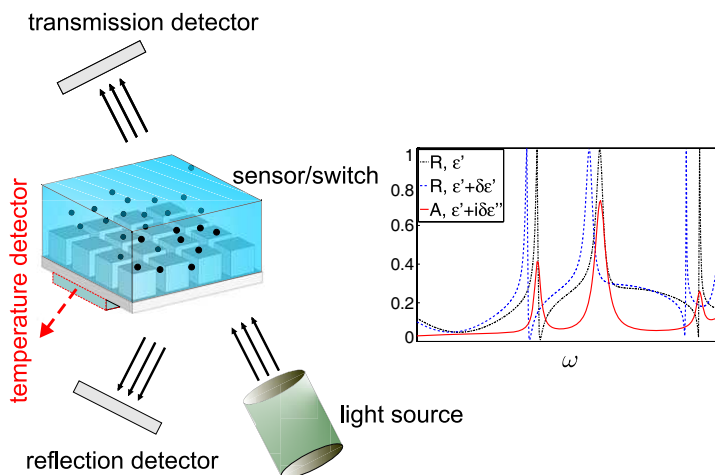 transmission detector
sensor/switch
temperature detector
reflection detector
light source
1
0.8
0.6
0.4
0.2
0
R, ε'
R, ε'+δε'
A, ε'+iδε''
ω